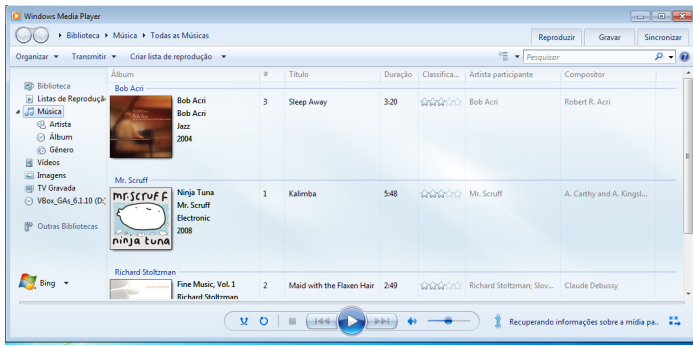 Windows Media Player
Biblioteca Música Todas as Músicas
Reproduzir Gravar Sincronizar
Organizar Transmitir Criar lista de reprodução Pesquisar
Álbum # Título Duração Classifica... Artista participante Compositor
Biblioteca
Listas de Reproduçã
Música
Artista
Álbum
Gênero
Vídeos
Imagens
TV Gravada
VBox_GAs_6.1.10 (D:)
Outras Bibliotecas
Bing
Bob Acri
Bob Acri 3 Sleep Away 3:20 Bob Acri Robert R. Acri
Bob Acri
Jazz
2004
Mr. Scruff
mr.scruff
ninja tuna
Ninja Tuna 1 Kalimba 5:48 Mr. Scruff A. Carthy and A. Kingsl...
Mr. Scruff
Electronic
2008
Richard Stoltzman
Fine Music, Vol. 1 2 Maid with the Flaxen Hair 2:49 Richard Stoltzman; Slov... Claude Debussy
Richard Stoltzman
Recuperando informações sobre a mídia pa..